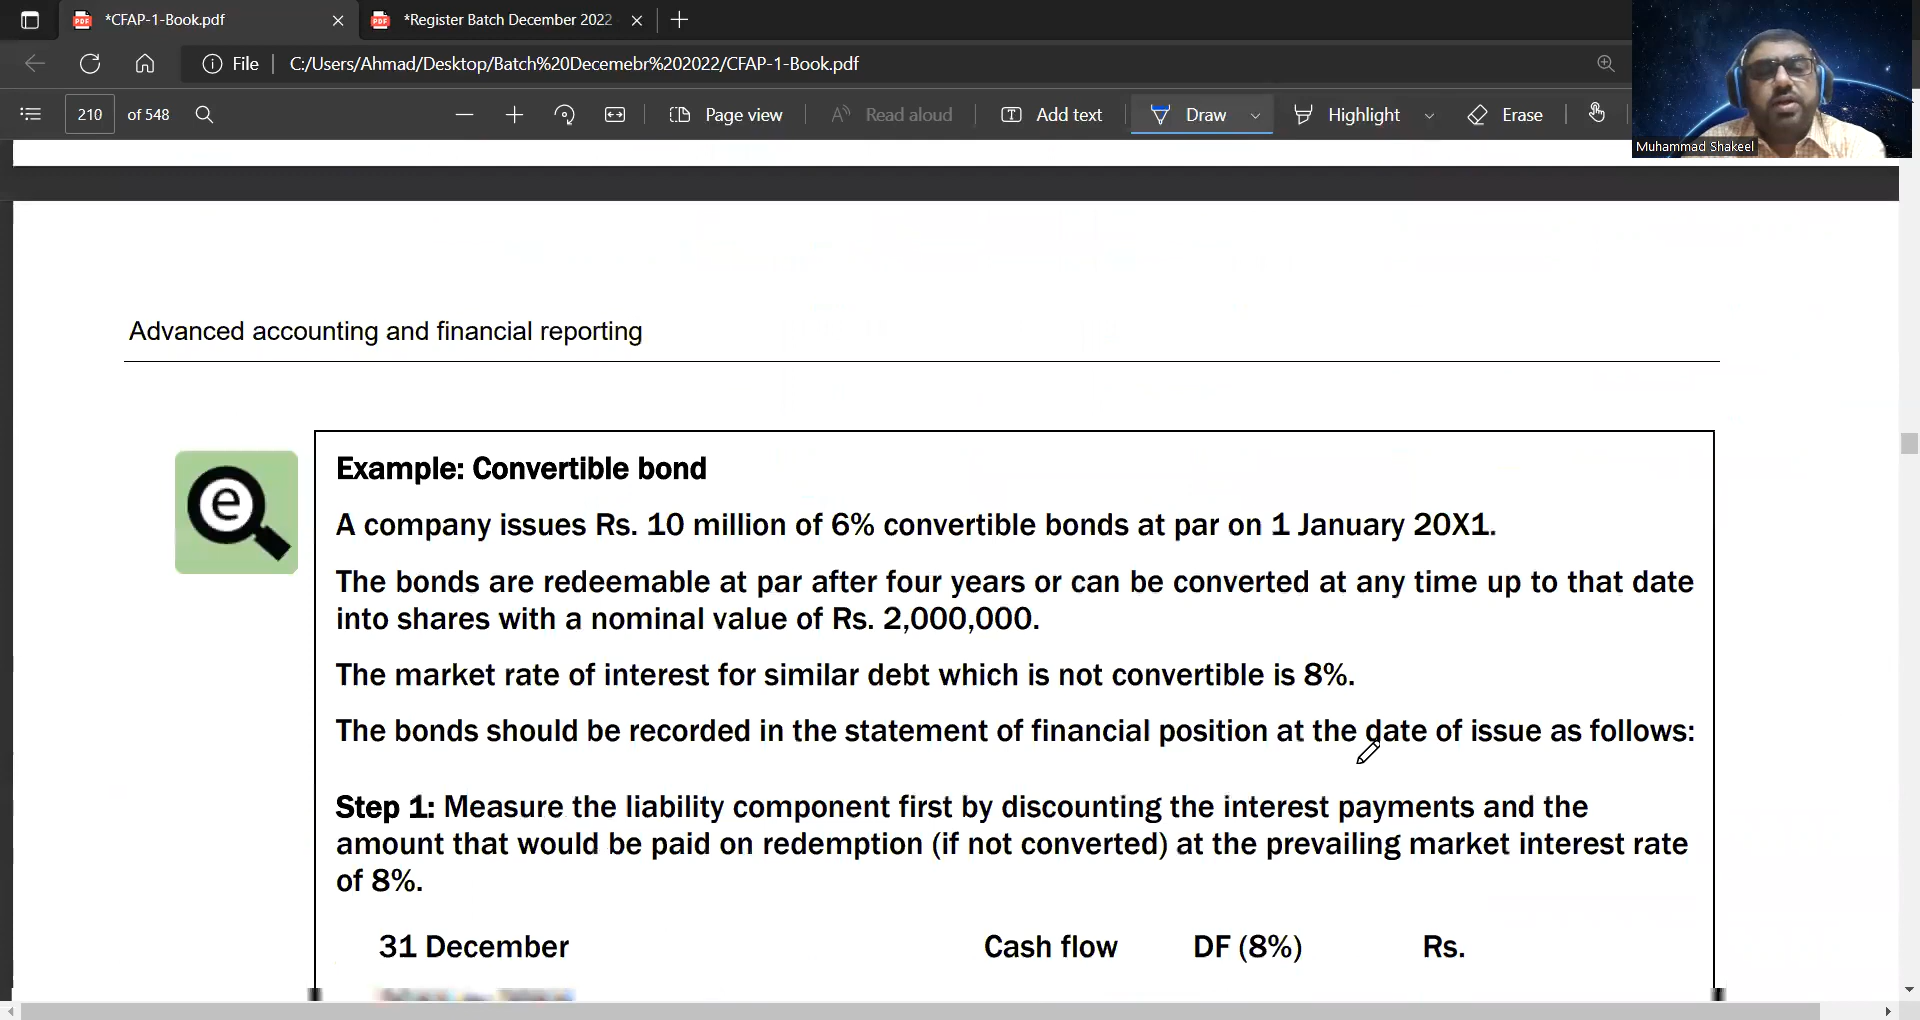 *CFAP-1-Book.pdf
*Register Batch December 2022
File
C:/Users/Ahmad/Desktop/Batch%20Decemebr%202022/CFAP-1-Book.pdf
210 of 548
Page view
Read aloud
Add text
Draw
Highlight
Erase
Muhammad Shakeel
Advanced accounting and financial reporting
e
Example: Convertible bond
A company issues Rs. 10 million of 6% convertible bonds at par on 1 January 20X1.
The bonds are redeemable at par after four years or can be converted at any time up to that date
into shares with a nominal value of Rs. 2,000,000.
The market rate of interest for similar debt which is not convertible is 8%.
The bonds should be recorded in the statement of financial position at the date of issue as follows:
Step 1: Measure the liability component first by discounting the interest payments and the
amount that would be paid on redemption (if not converted) at the prevailing market interest rate
of 8%.
31 December Cash flow DF (8%) Rs.